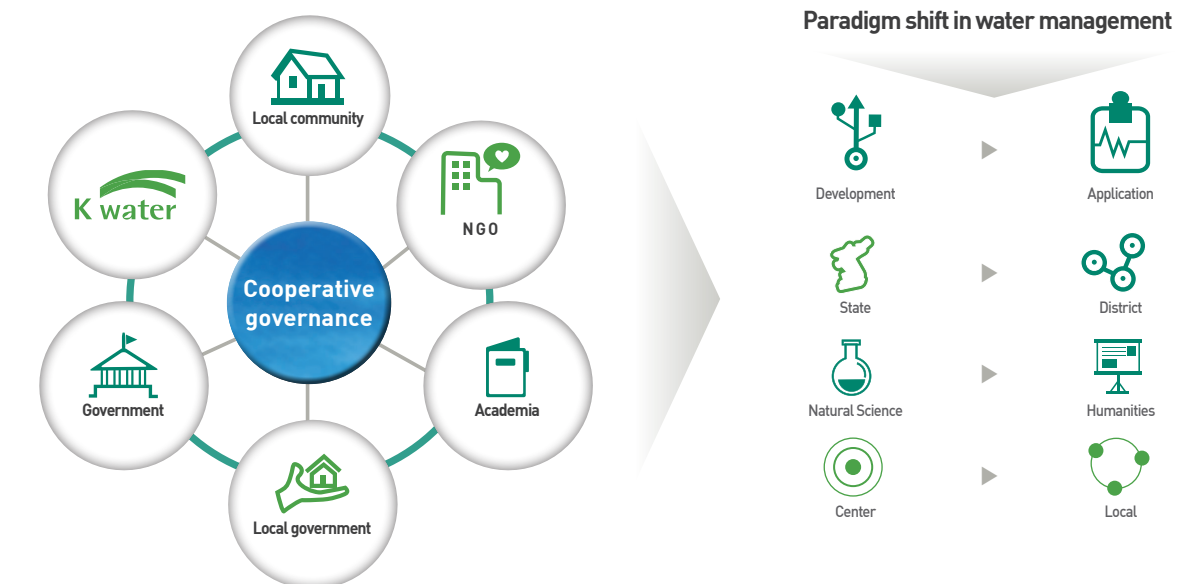 Local community
K water
NGO
Cooperative
governance
Government
Academia
Local government
Paradigm shift in water management
Development
Application
State
District
Natural Science
Humanities
Center
Local